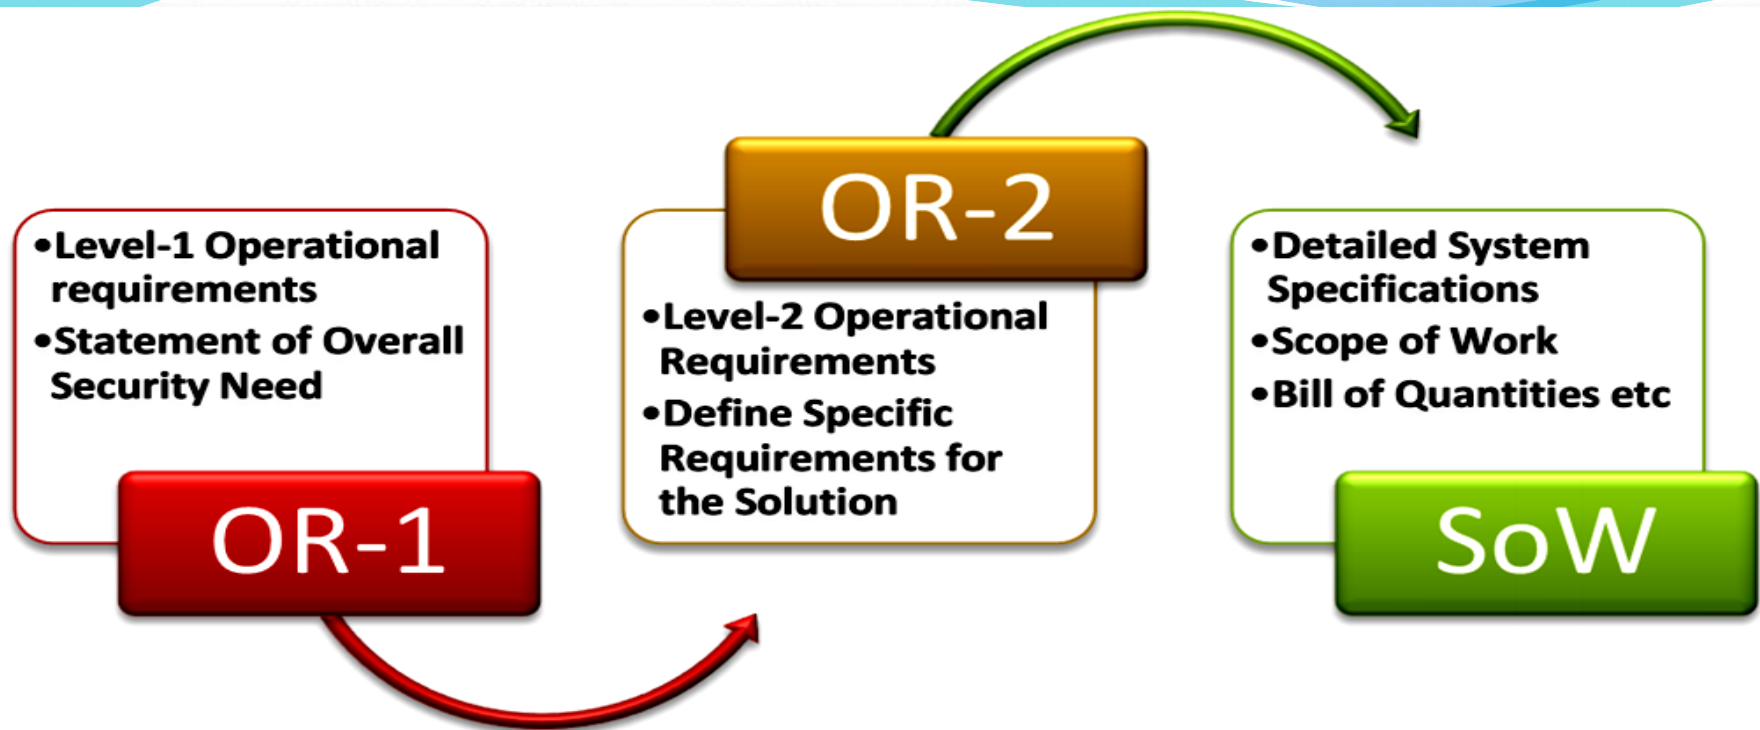 •Level-1 Operational
requirements
•Statement of Overall
Security Need
OR-1
OR-2
•Level-2 Operational
Requirements
•Define Specific
Requirements for
the Solution
•Detailed System
Specifications
•Scope of Work
•Bill of Quantities etc
SoW